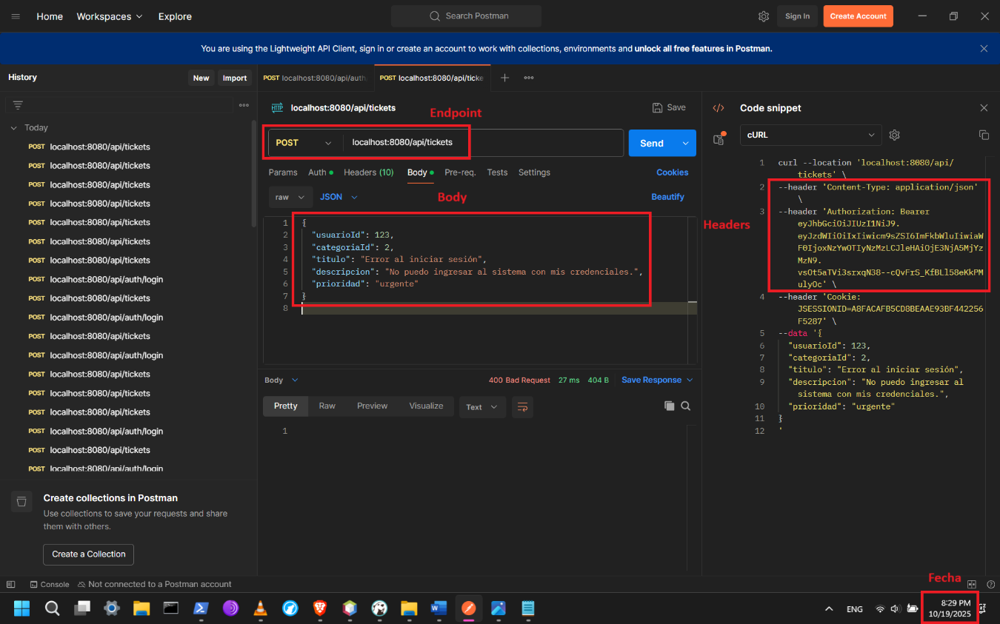 Home Workspaces Explore
Search Postman
Sign In Create Account
You are using the Lightweight API Client, sign in or create an account to work with collections, environments and unlock all free features in Postman.
History New Import
Today
POST localhost:8080/api/tickets
POST localhost:8080/api/tickets
POST localhost:8080/api/tickets
POST localhost:8080/api/tickets
POST localhost:8080/api/tickets
POST localhost:8080/api/tickets
POST localhost:8080/api/tickets
POST localhost:8080/api/auth/login
POST localhost:8080/api/tickets
POST localhost:8080/api/auth/login
POST localhost:8080/api/tickets
POST localhost:8080/api/auth/login
POST localhost:8080/api/tickets
POST localhost:8080/api/tickets
POST localhost:8080/api/tickets
POST localhost:8080/api/auth/login
POST localhost:8080/api/tickets
POST localhost:8080/api/auth/login
Create collections in Postman
Use collections to save your requests and share
them with others.
Create a Collection
POST localhost:8080/api/auth
POST localhost:8080/api/ticke
HTTP localhost:8080/api/tickets
Endpoint
Save
POST localhost:8080/api/tickets
Send
Params Auth Headers (10) Body Pre-req. Tests Settings Cookies
raw JSON
Body
Beautify
1 {
2 "usuarioId": 123,
3 "categoriaId": 2,
4 "titulo": "Error al iniciar sesión",
5 "descripcion": "No puedo ingresar al sistema con mis credenciales.",
6 "prioridad": "urgente"
7 }
8
Body 400 Bad Request 27 ms 404 B Save Response
Pretty Raw Preview Visualize Text
1
</> Code snippet
cURL
Headers
1 curl --location 'localhost:8080/api/
tickets' \
2 --header 'Content-Type: application/json'
\
3 --header 'Authorization: Bearer
eyJhbGciOiJIUzI1NiJ9.
eyJzdWIiOiIxIiwicm9sZSI6ImFkbWluIiwiaW
F0IjoxNzYwOTIyNzMzLCJleHAiOjE3NjA5MjYz
MzN9.
vsOt5aTVi3srxqN38--cQvFrS_KfBLl58eKkPM
ulyOc' \
4 --header 'Cookie:
JSESSIONID=A8FACAFB5CD8BEAAE93BF442256
F5287' \
5 --data '{
6 "usuarioId": 123,
7 "categoriaId": 2,
8 "titulo": "Error al iniciar sesión",
9 "descripcion": "No puedo ingresar al
sistema con mis credenciales.",
10 "prioridad": "urgente"
11 }
12 '
Console Not connected to a Postman account
Fecha
ENG
8:29 PM
10/19/2025